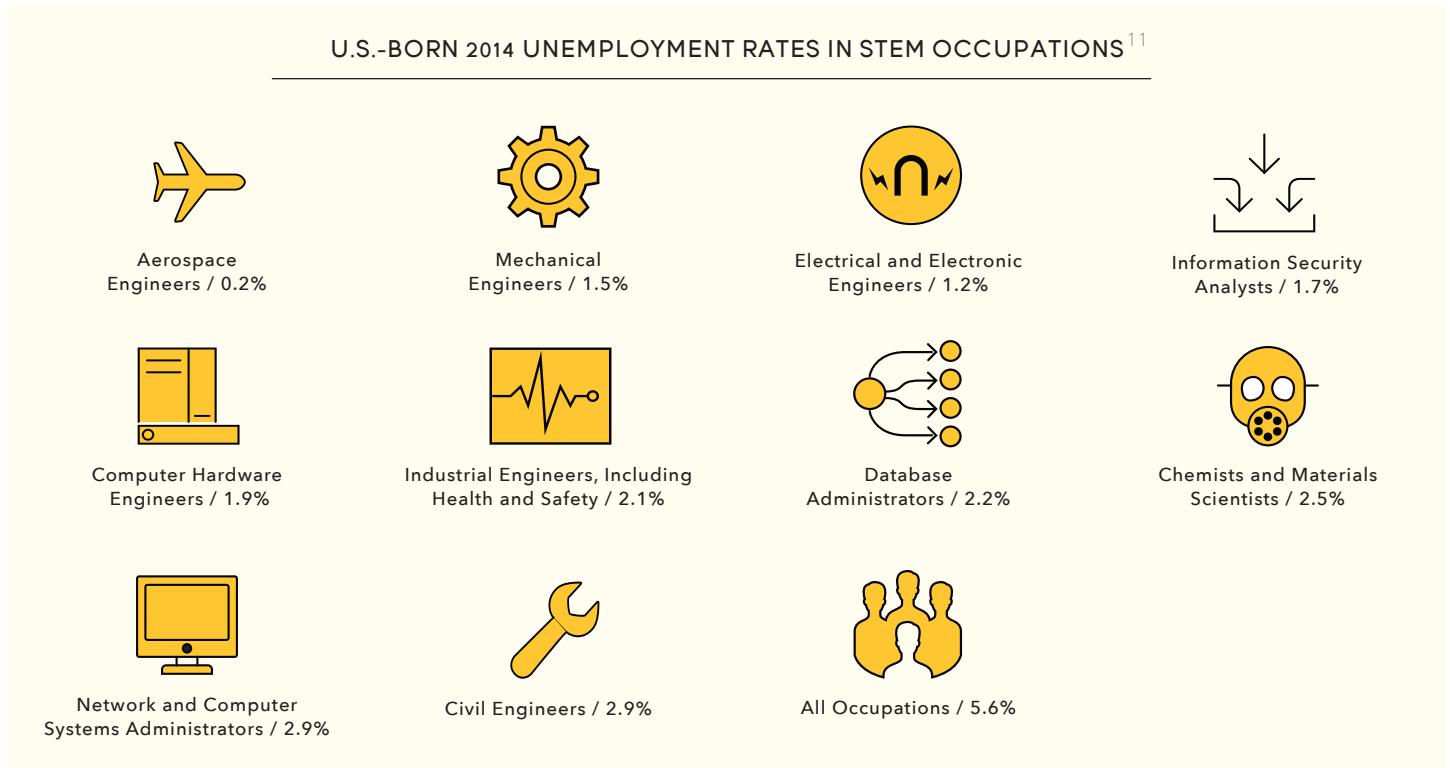 U.S.-BORN 2014 UNEMPLOYMENT RATES IN STEM OCCUPATIONS11
Aerospace
Engineers / 0.2%
Mechanical
Engineers / 1.5%
Electrical and Electronic
Engineers / 1.2%
Information Security
Analysts / 1.7%
Computer Hardware
Engineers / 1.9%
Industrial Engineers, Including
Health and Safety / 2.1%
Database
Administrators / 2.2%
Chemists and Materials
Scientists / 2.5%
Network and Computer
Systems Administrators / 2.9%
Civil Engineers / 2.9%
All Occupations / 5.6%